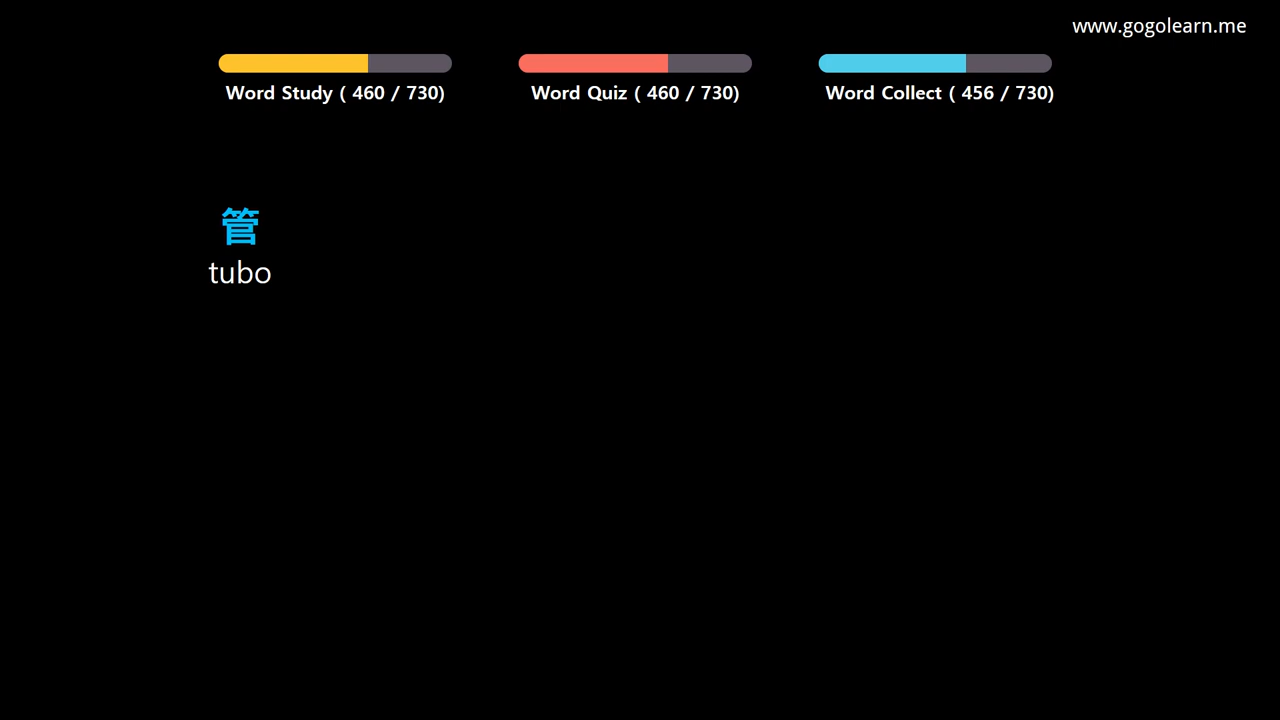 www.gogolearn.me
Word Study ( 460 / 730)
Word Quiz ( 460 / 730)
Word Collect ( 456 / 730)
管
tubo